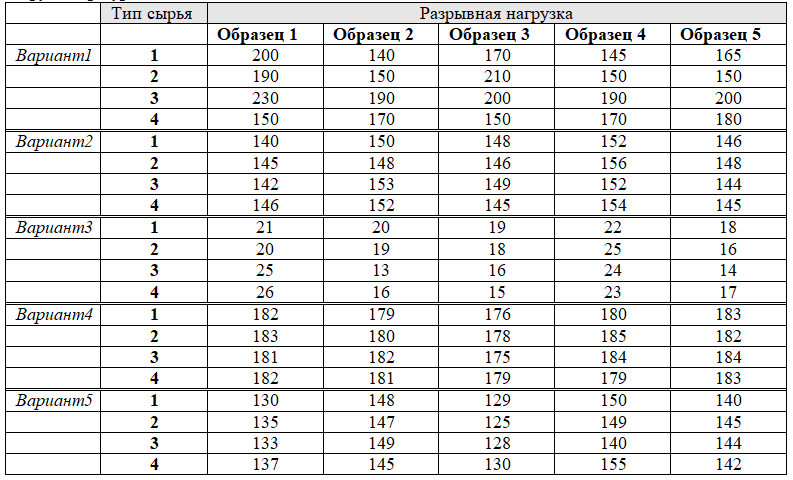 Тип сырья Разрывная нагрузка
Образец 1 Образец 2 Образец 3 Образец 4 Образец 5
Вариант1 1 200 140 170 145 165
2 190 150 210 150 150
3 230 190 200 190 200
4 150 170 150 170 180
Вариант2 1 140 150 148 152 146
2 145 148 146 156 148
3 142 153 149 152 144
4 146 152 145 154 145
Вариант3 1 21 20 19 22 18
2 20 19 18 25 16
3 25 13 16 24 14
4 26 16 15 23 17
Вариант4 1 182 179 176 180 183
2 183 180 178 185 182
3 181 182 175 184 184
4 182 181 179 179 183
Вариант5 1 130 148 129 150 140
2 135 147 125 149 145
3 133 149 128 140 144
4 137 145 130 155 142